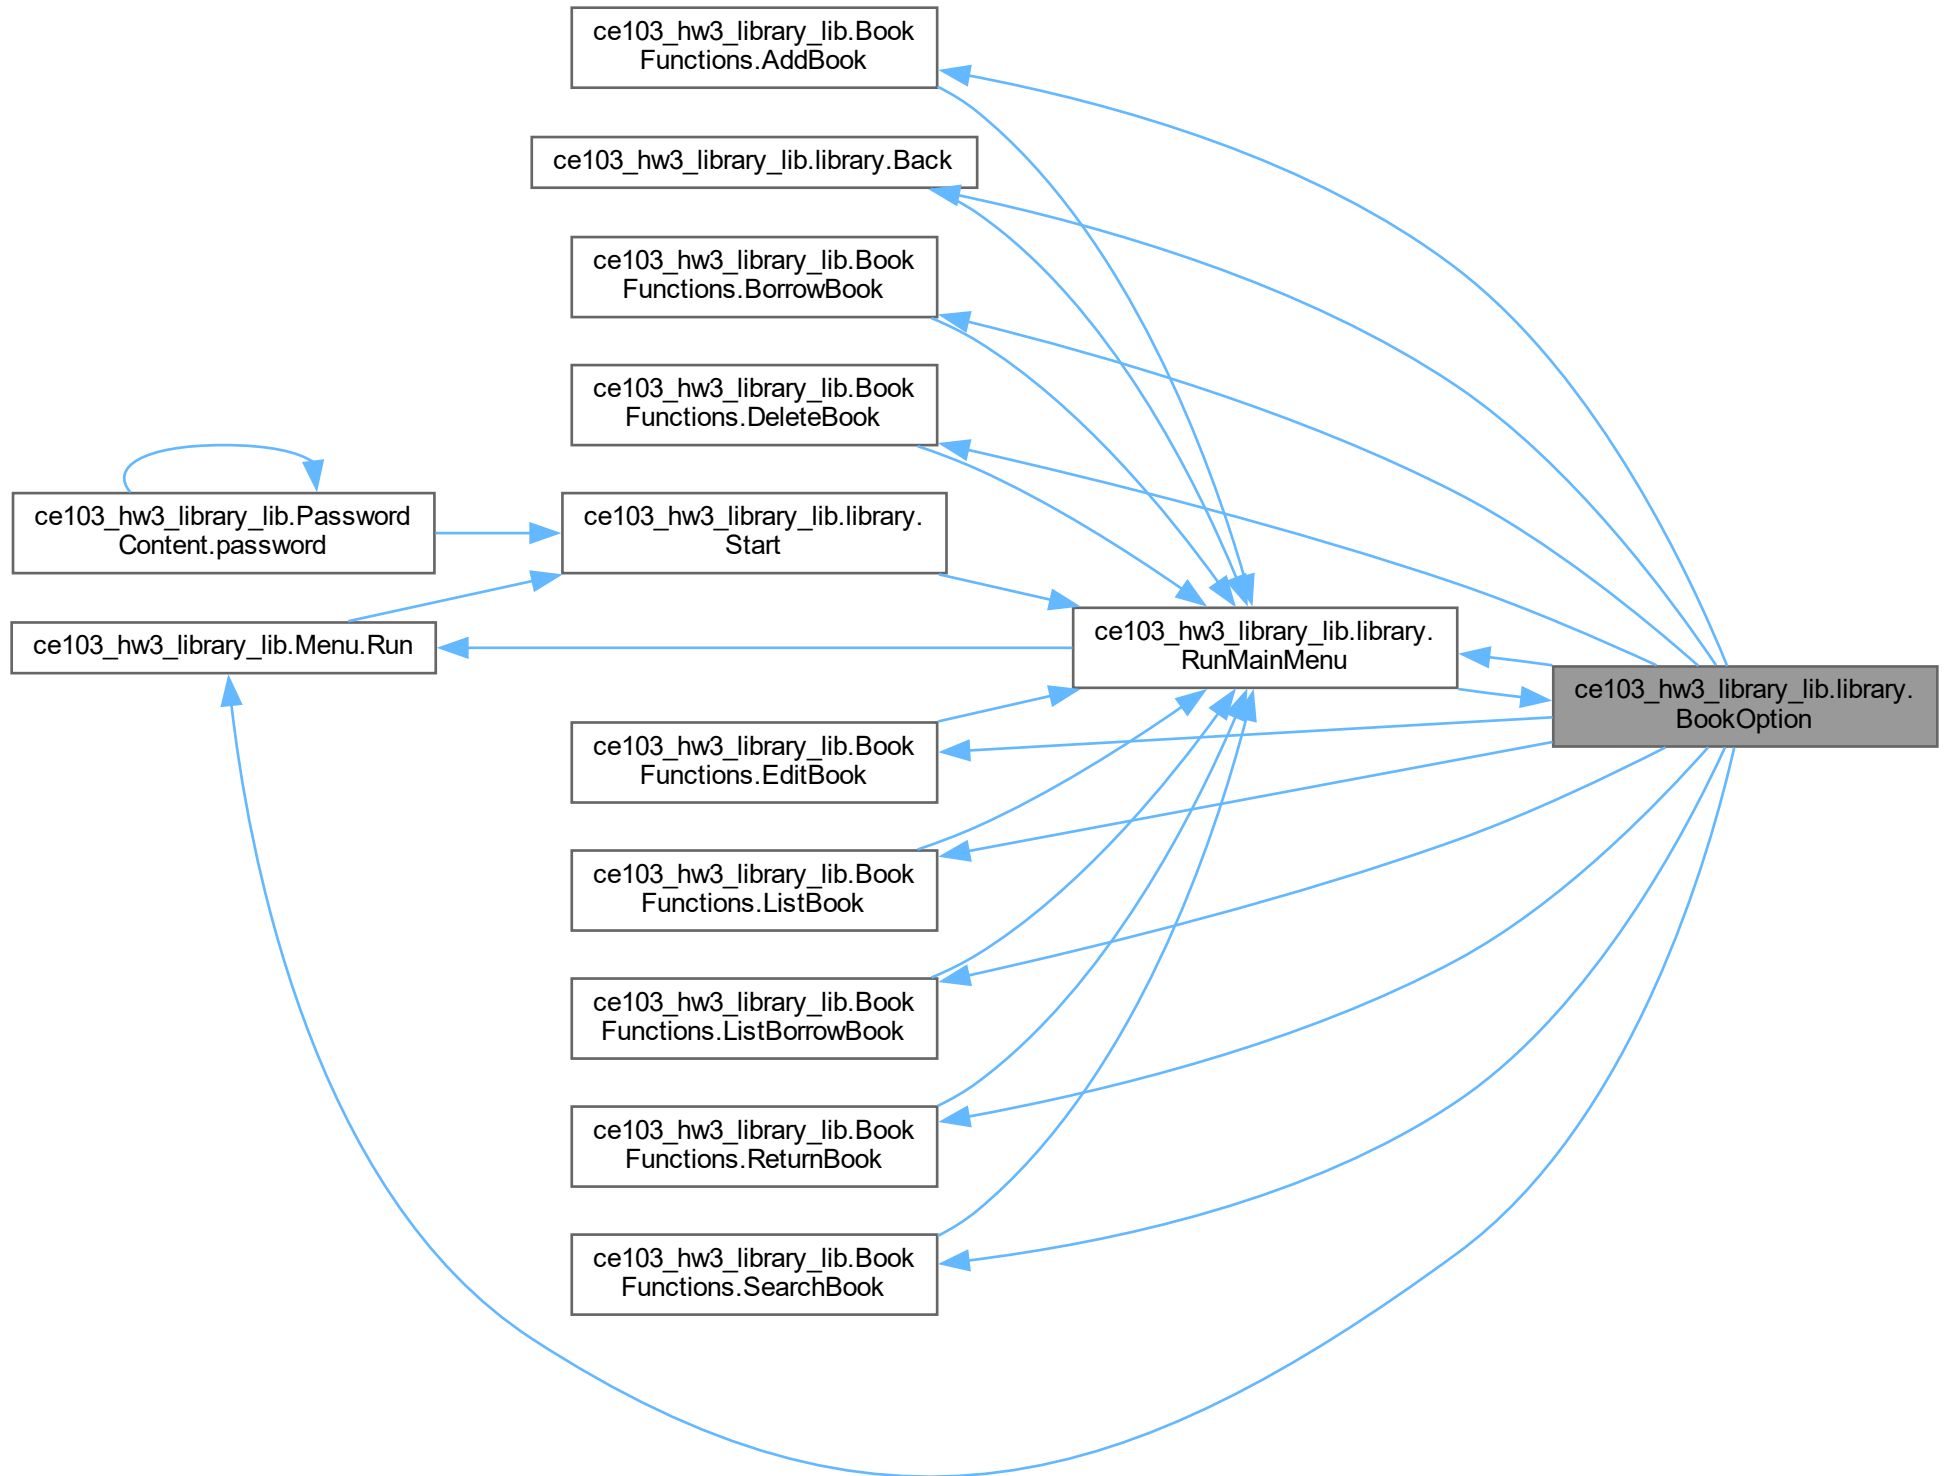 ce103_hw3_library_lib.Book
Functions.AddBook
ce103_hw3_library_lib.library.Back
ce103_hw3_library_lib.Book
Functions.BorrowBook
ce103_hw3_library_lib.Book
Functions.DeleteBook
ce103_hw3_library_lib.Password
Content.password
ce103_hw3_library_lib.library.
Start
ce103_hw3_library_lib.Menu.Run
ce103_hw3_library_lib.library.
RunMainMenu
ce103_hw3_library_lib.library.
BookOption
ce103_hw3_library_lib.Book
Functions.EditBook
ce103_hw3_library_lib.Book
Functions.ListBook
ce103_hw3_library_lib.Book
Functions.ListBorrowBook
ce103_hw3_library_lib.Book
Functions.ReturnBook
ce103_hw3_library_lib.Book
Functions.SearchBook